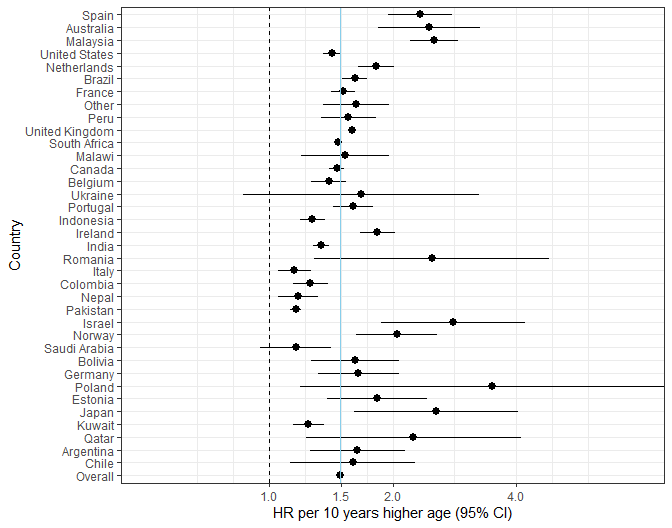 Spain
Australia
Malaysia
United States
Netherlands
Brazil
France
Other
Peru
United Kingdom
South Africa
Malawi
Canada
Belgium
Ukraine
Portugal
Indonesia
Ireland
India
Romania
Italy
Colombia
Nepal
Pakistan
Israel
Norway
Saudi Arabia
Bolivia
Germany
Poland
Estonia
Japan
Kuwait
Qatar
Argentina
Chile
Overall
Country
1.0 1.5 2.0 4.0
HR per 10 years higher age (95% CI)